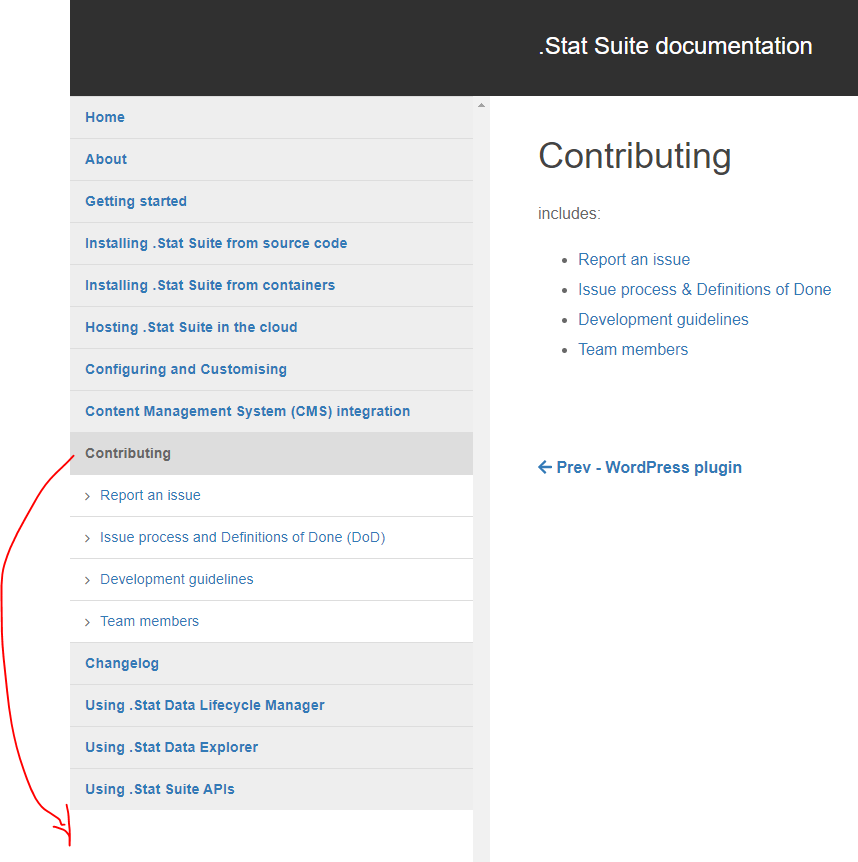 .Stat Suite documentation
Home
About
Getting started
Installing .Stat Suite from source code
Installing .Stat Suite from containers
Hosting .Stat Suite in the cloud
Configuring and Customising
Content Management System (CMS) integration
Contributing
Report an issue
Issue process and Definitions of Done (DoD)
Development guidelines
Team members
Changelog
Using .Stat Data Lifecycle Manager
Using .Stat Data Explorer
Using .Stat Suite APIs
Contributing
includes:
Report an issue
Issue process & Definitions of Done
Development guidelines
Team members
Prev - WordPress plugin